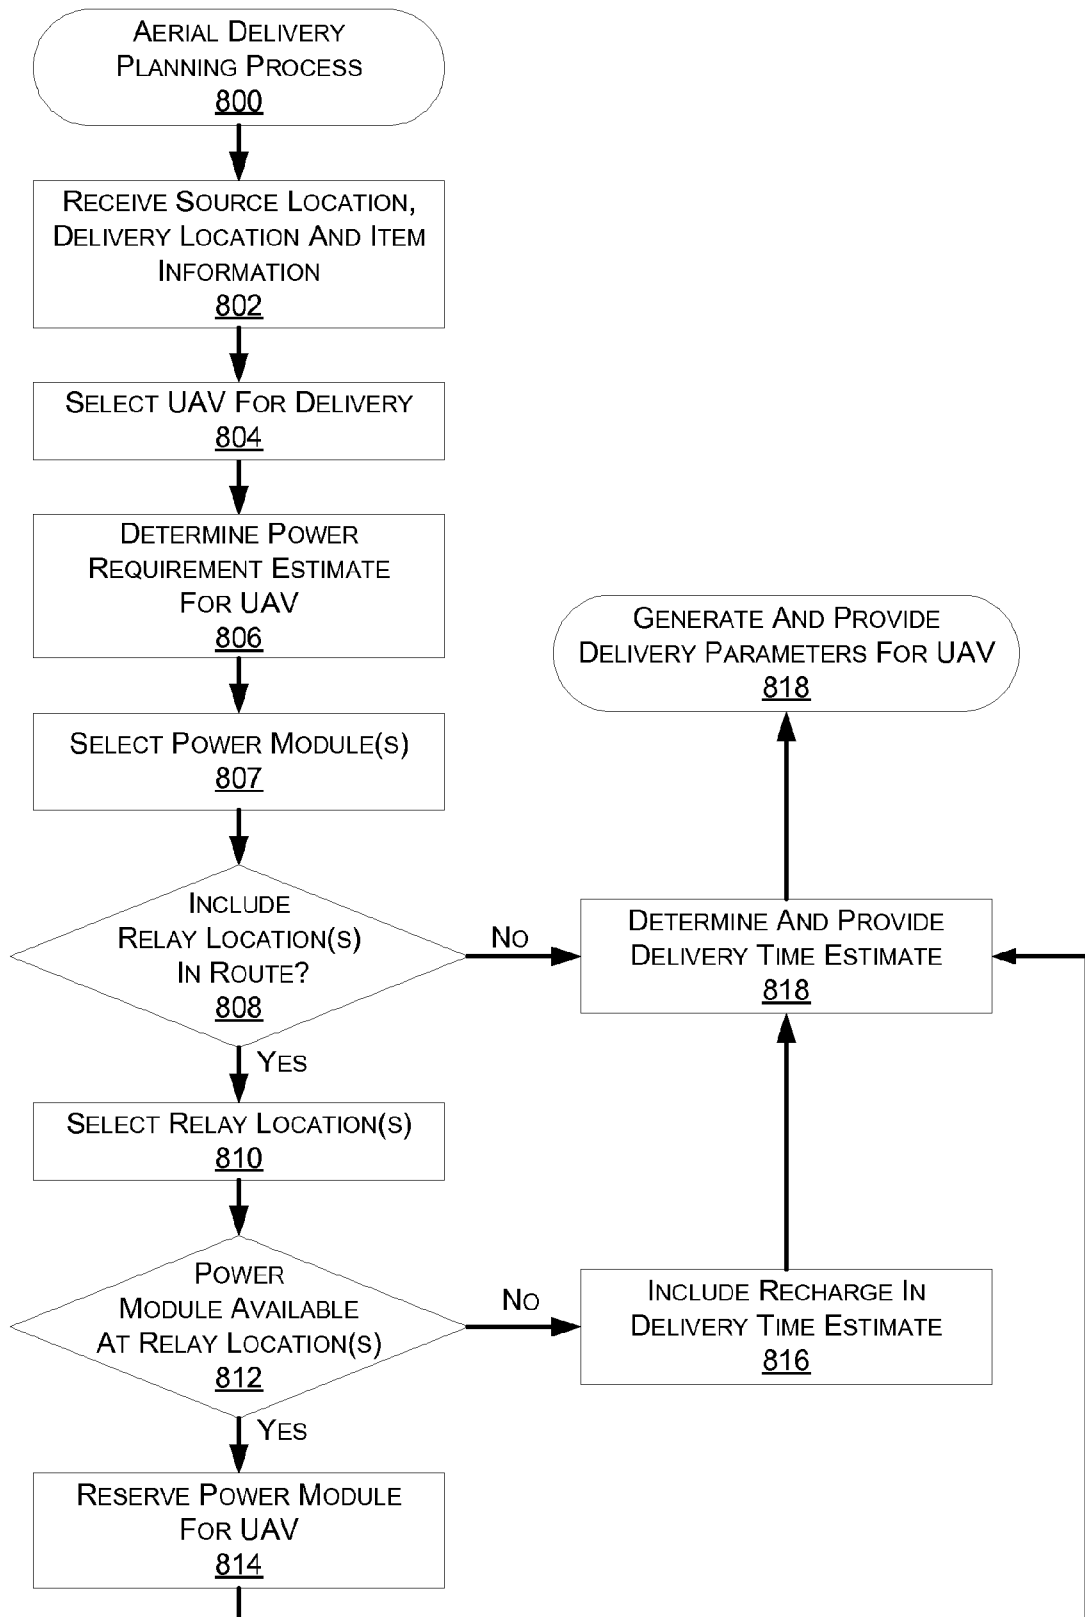 AERIAL DELIVERY
PLANNING PROCESS
800
RECEIVE SOURCE LOCATION,
DELIVERY LOCATION AND ITEM
INFORMATION
802
SELECT UAV FOR DELIVERY
804
DETERMINE POWER
REQUIREMENT ESTIMATE
FOR UAV
806
SELECT POWER MODULE(S)
807
INCLUDE
RELAY LOCATION(S)
IN ROUTE?
808
NO
YES
SELECT RELAY LOCATION(S)
810
POWER
MODULE AVAILABLE
AT RELAY LOCATION(S)
812
NO
YES
RESERVE POWER MODULE
FOR UAV
814
GENERATE AND PROVIDE
DELIVERY PARAMETERS FOR UAV
818
DETERMINE AND PROVIDE
DELIVERY TIME ESTIMATE
818
INCLUDE RECHARGE IN
DELIVERY TIME ESTIMATE
816